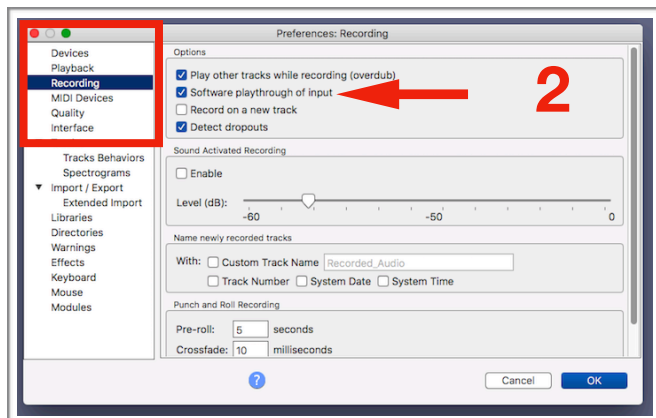 Preferences: Recording
Devices
Playback
Recording
MIDI Devices
Quality
Interface
Tracks Behaviors
Spectrograms
Import / Export
Extended Import
Libraries
Directories
Warnings
Effects
Keyboard
Mouse
Modules
Options
Play other tracks while recording (overdub)
Software playthrough of input
Record on a new track
Detect dropouts
2
Sound Activated Recording
Enable
Level (dB):
-60 -50 0
Name newly recorded tracks
With: Custom Track Name Recorded_Audio
Track Number System Date System Time
Punch and Roll Recording
Pre-roll: 5 seconds
Crossfade: 10 milliseconds
? Cancel OK